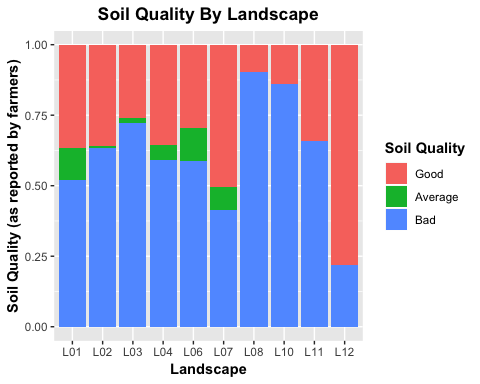 Soil Quality By Landscape
Soil Quality (as reported by farmers)
1.00
0.75
0.50
0.25
0.00
L01 L02 L03 L04 L06 L07 L08 L10 L11 L12
Landscape
Soil Quality
Good
Average
Bad